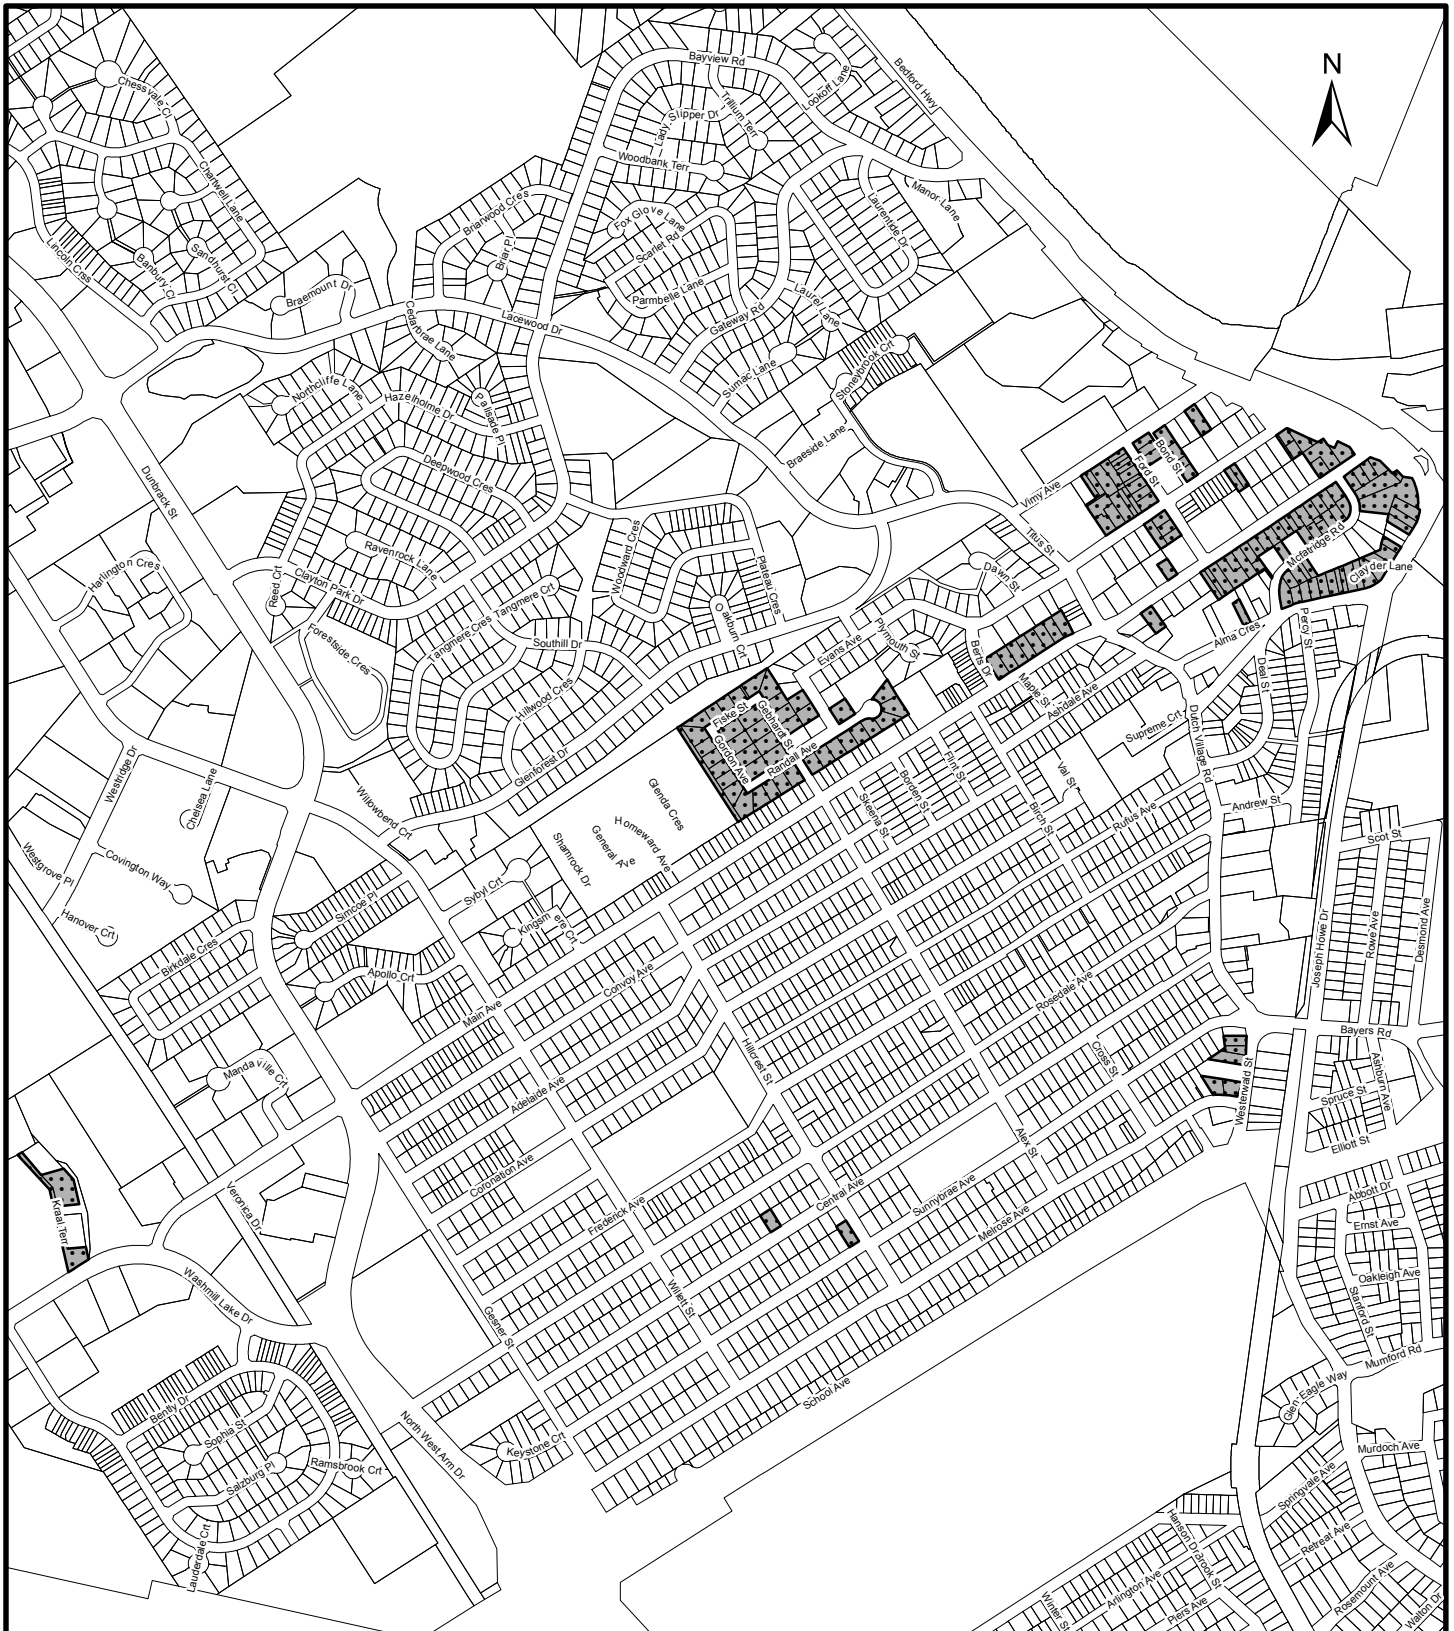 N
Bayview Rd
Bedford Hwy
Lookoff Lane
Chessvale Cl
Trillium Terr
Lady Slipper Dr
Woodbank Terr
Chartwell Lane
Manor Lane
Laurentide Dr
Briarwood Cres
Fox Glove Lane
Scarlet Rd
Briar Pl
Lincoln Crss
Banbury Cl
Sandhurst Cl
Braemount Dr
Parmbelle Lane
Laurel Lane
Gateway Rd
Lacewood Dr
Cedarbrae Lane
Stoneybrook Crt
Sumac Lane
Northcliffe Lane
Hazelholme Dr
Palisade Pl
Braeside Lane
Bond St
Ford St
Deepwood Cres
Dunbrack St
Vimy Ave
Titus St
Mcfatridge Rd
Clayder Lane
Woodward Cres
Ravenrock Lane
Harlington Cres
Reed Crt
Clayton Park Dr
Plateau Cres
Dawn St
Tangmere Crt
Tangmere Cres
Oakburn Crt
Southill Dr
Forestside Cres
Evans Ave
Plymouth St
Alma Cres
Percy St
Berts Dr
Deal St
Hillwood Cres
Maple St
Ashdale Ave
Fiske St
Gebhardt St
Gordon Ave
Randall Ave
Supreme Crt
Dutch Village Rd
Glenforest Dr
Westridge Dr
Chelsea Lane
Willowbend Crt
Glenda Cres
Flint St
Borden St
Skeena St
Val St
Birch St
Rufus Ave
Andrew St
Scot St
Homeward Ave
General Ave
Shamrock Dr
Westgrove Pl
Covington Way
Sybyl Crt
Simcoe Pl
Hanover Crt
Kingsmere Crt
Birkdale Cres
Apollo Crt
Convoy Ave
Main Ave
Rosedale Ave
Joseph Howe Dr
Rowe Ave
Desmond Ave
Bayers Rd
Mandaville Crt
Adelaide Ave
Hillcrest St
Cross St
Westerwald St
Ashburn Ave
Spruce St
Elliott St
Alex St
Coronation Ave
Kraal Terr
Veronica Dr
Frederick Ave
Central Ave
Sunnybrae Ave
Melrose Ave
Abbott Dr
Ernst Ave
Oakleigh Ave
Stanford St
Washmill Lake Dr
Gesner St
Willett St
Mumford Rd
School Ave
Glen Eagle Way
Bently Dr
Sophia St
North West Arm Dr
Keystone Crt
Salzburg Pl
Ramsbrook Crt
Murdoch Ave
Springvale Ave
Lauderdale Crt
Hanson Dr
Brook St
Retreat Ave
Arlington Ave
Winter St
Piers Ave
Rosemount Ave
Walton Dr